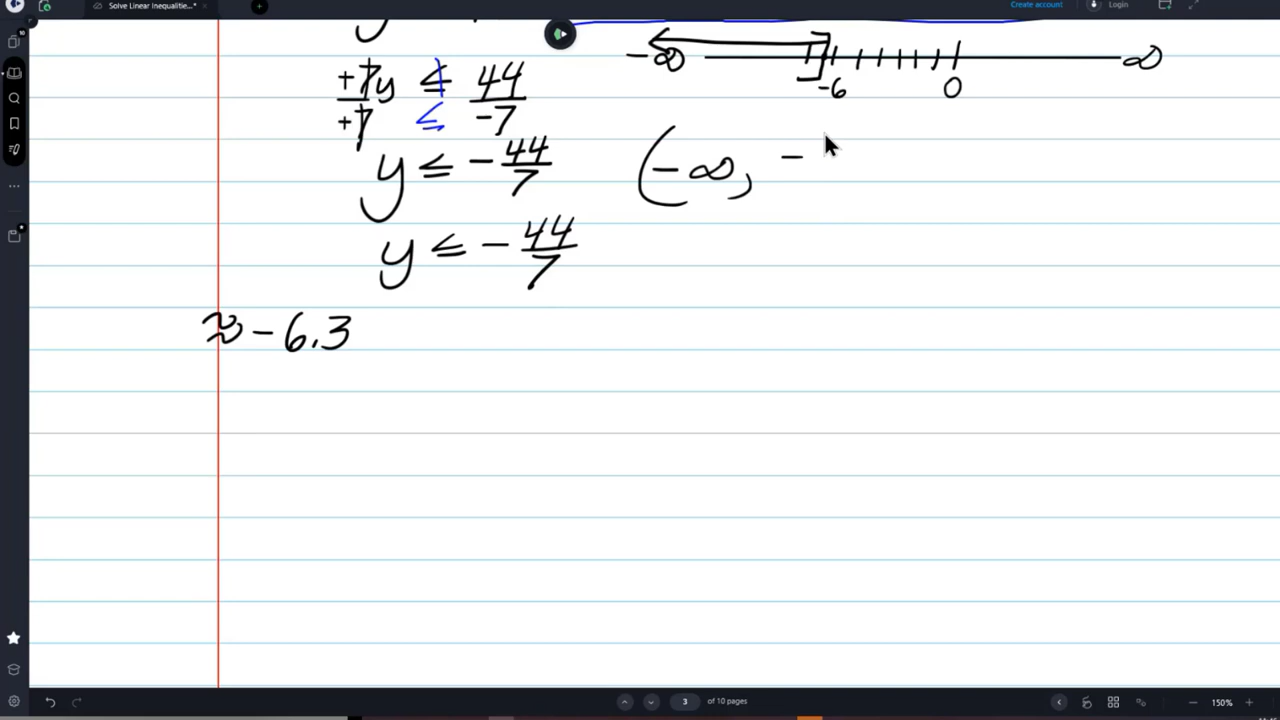 Solve Linear Inequalitie...*
Create account
Login
-∞ -6 0 ∞
+7y ≤ 44
+7 ≤ -7
y ≤ -44/7
(-∞, -
y ≤ -44/7
≈ -6.3
3 of 10 pages
150%